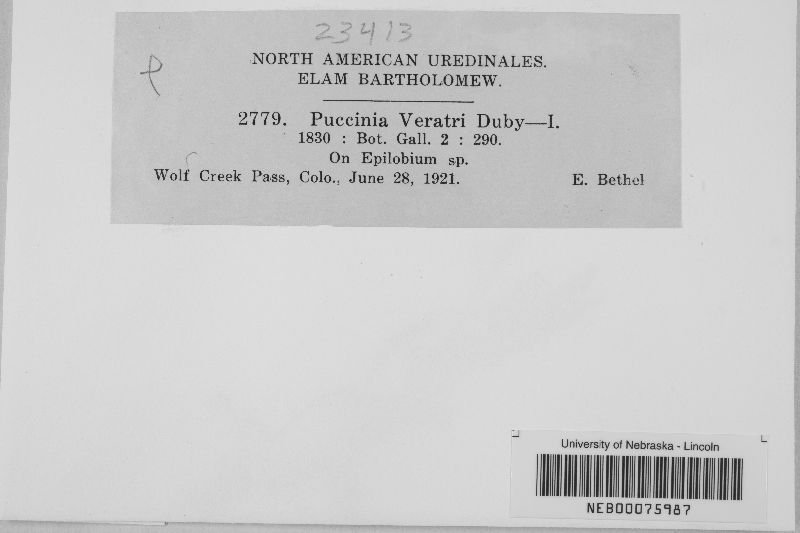 23413
NORTH AMERICAN UREDINALES.
ELAM BARTHOLOMEW.
2779. Puccinia Veratri Duby—I.
1830 : Bot. Gall. 2 : 290.
On Epilobium sp.
Wolf Creek Pass, Colo., June 28, 1921. E. Bethel
University of Nebraska - Lincoln
NEB00075987